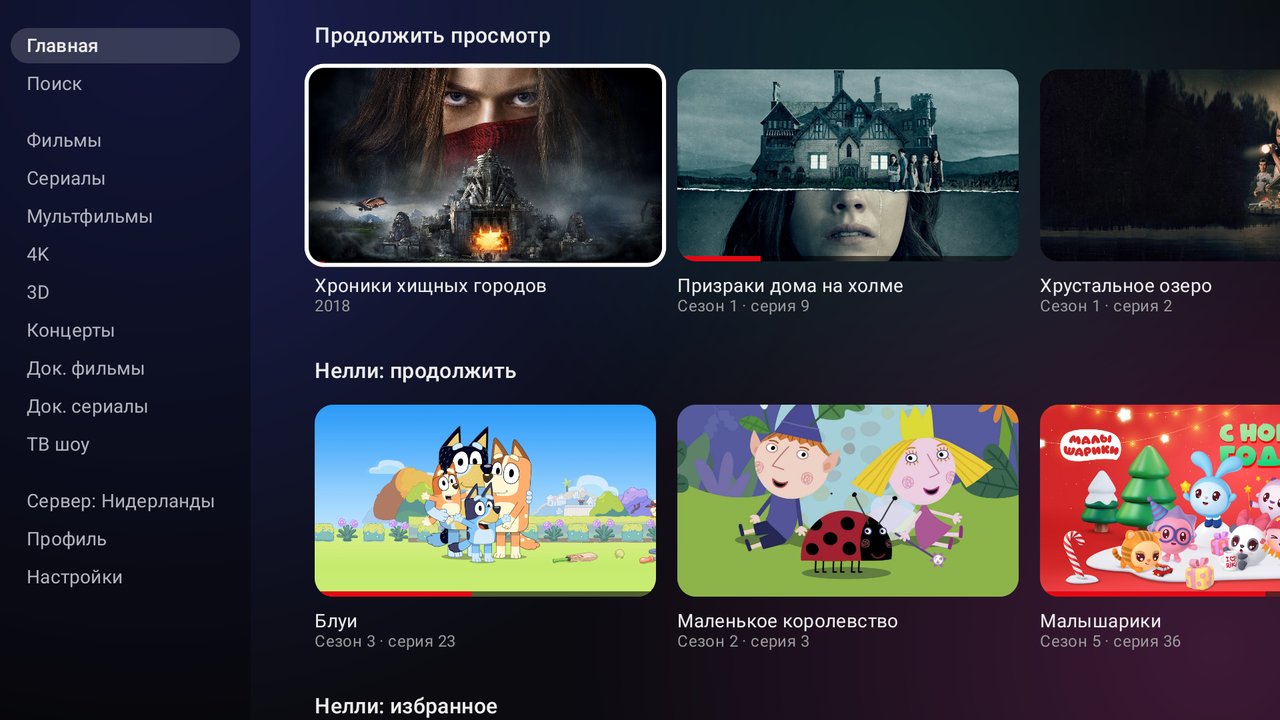 Главная
Поиск
Фильмы
Сериалы
Мультфильмы
4K
3D
Концерты
Док. фильмы
Док. сериалы
ТВ шоу
Сервер: Нидерланды
Профиль
Настройки
Продолжить просмотр
Хроники хищных городов
2018
Призраки дома на холме
Сезон 1 · серия 9
Хрустальное озеро
Сезон 1 · серия 2
Нелли: продолжить
МАЛЫ
ШАРИКИ
Блуи
Сезон 3 · серия 23
Маленькое королевство
Сезон 2 · серия 3
Малышарики
Сезон 5 · серия 36
Нелли: избранное